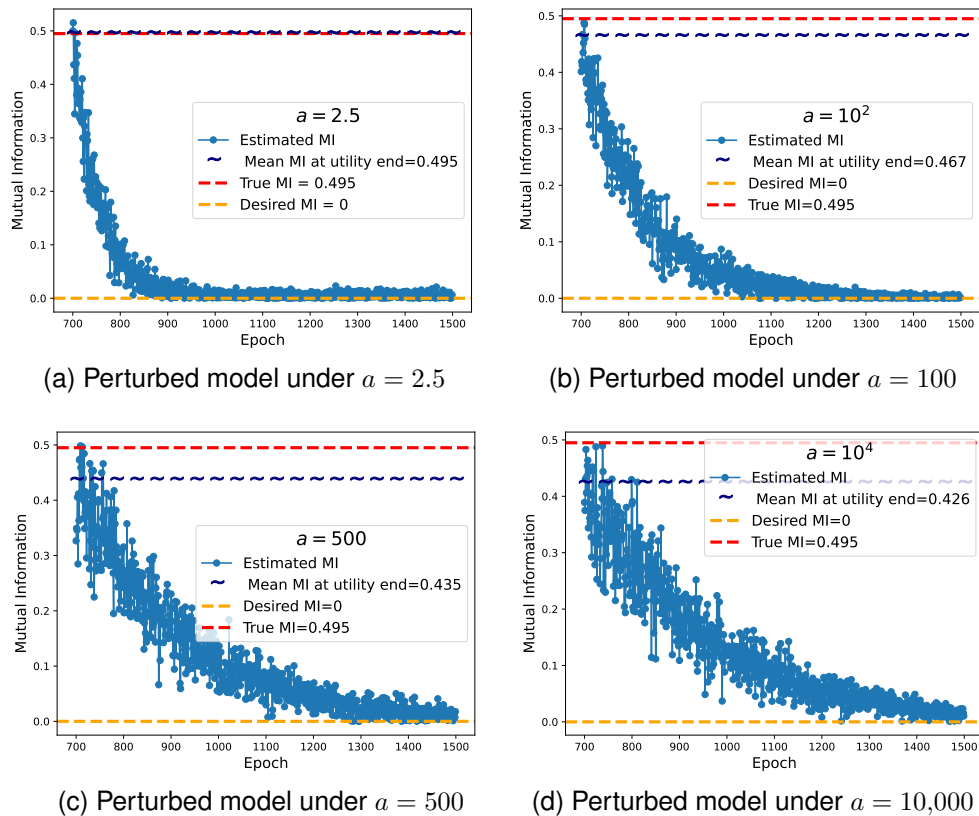 Mutual Information
0.5
0.4
0.3
0.2
0.1
0.0
a = 2.5
Estimated MI
~ Mean MI at utility end=0.495
True MI = 0.495
Desired MI = 0
700 800 900 1000 1100 1200 1300 1400 1500
Epoch
(a) Perturbed model under a = 2.5
Mutual Information
0.5
0.4
0.3
0.2
0.1
0.0
a = 10²
Estimated MI
~ Mean MI at utility end=0.467
Desired MI=0
True MI=0.495
700 800 900 1000 1100 1200 1300 1400 1500
Epoch
(b) Perturbed model under a = 100
Mutual Information
0.5
0.4
0.3
0.2
0.1
0.0
a = 500
Estimated MI
~ Mean MI at utility end=0.435
Desired MI=0
True MI=0.495
700 800 900 1000 1100 1200 1300 1400 1500
Epoch
(c) Perturbed model under a = 500
Mutual Information
0.5
0.4
0.3
0.2
0.1
0.0
a = 10⁴
Estimated MI
~ Mean MI at utility end=0.426
Desired MI=0
True MI=0.495
700 800 900 1000 1100 1200 1300 1400 1500
Epoch
(d) Perturbed model under a = 10,000